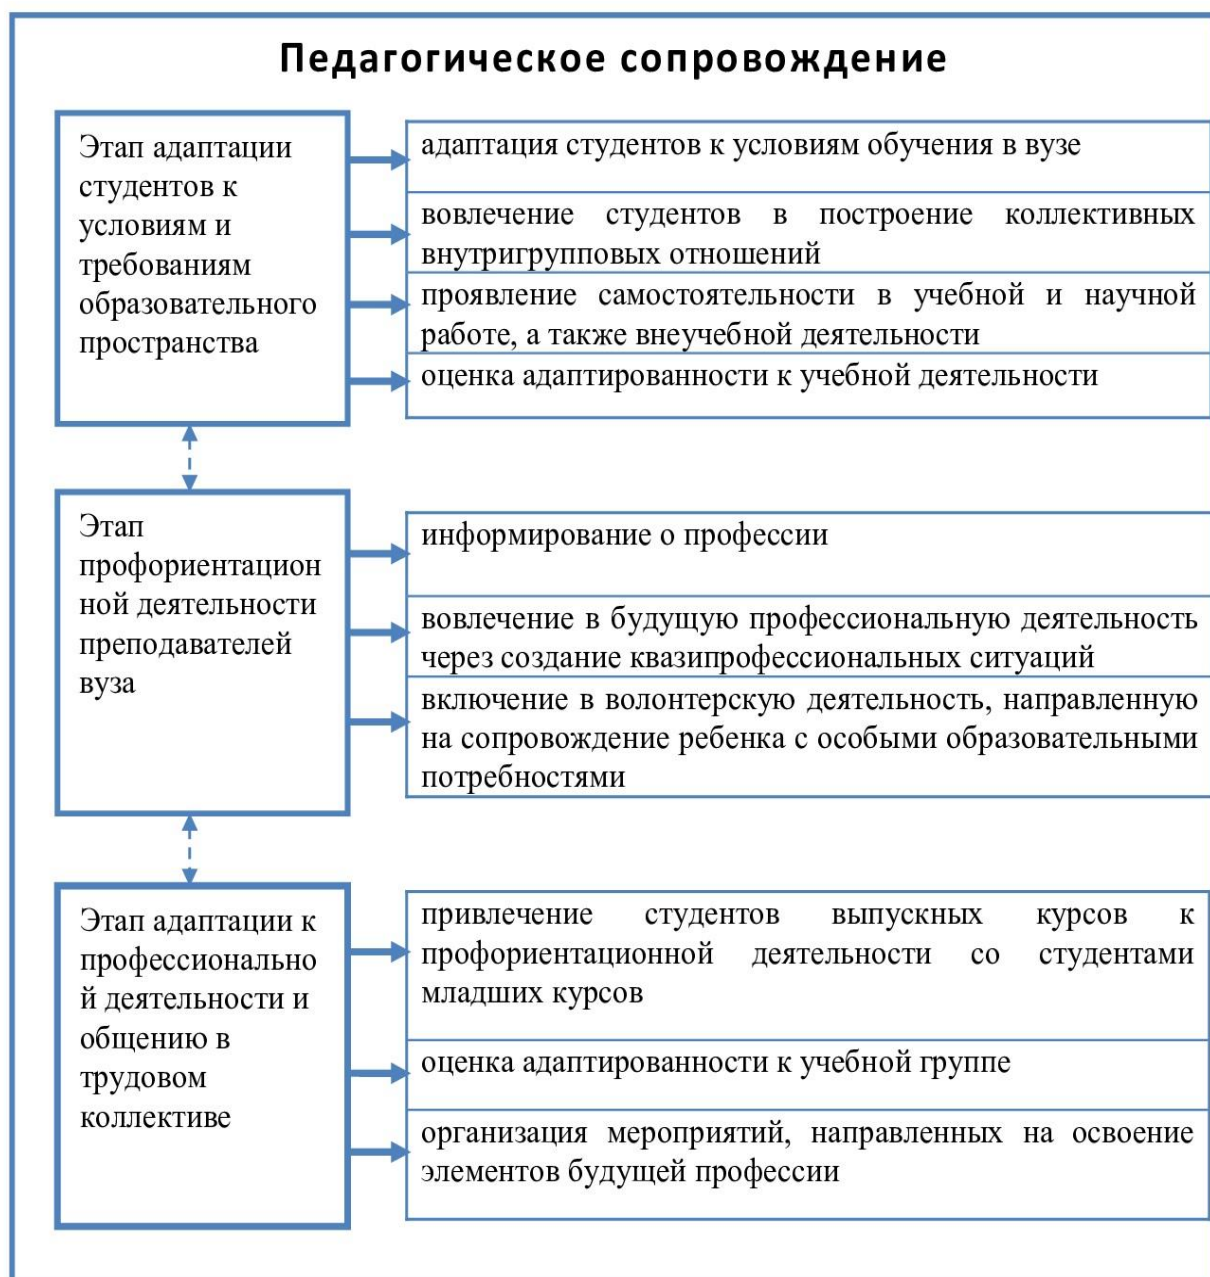 Педагогическое сопровождение
Этап адаптации
студентов к
условиям и
требованиям
образовательного
пространства
адаптация студентов к условиям обучения в вузе
вовлечение студентов в построение коллективных
внутригрупповых отношений
проявление самостоятельности в учебной и научной
работе, а также внеучебной деятельности
оценка адаптированности к учебной деятельности
Этап
профориентацион
ной деятельности
преподавателей
вуза
информирование о профессии
вовлечение в будущую профессиональную деятельность
через создание квазипрофессиональных ситуаций
включение в волонтерскую деятельность, направленную
на сопровождение ребенка с особыми образовательными
потребностями
Этап адаптации к
профессионально
й деятельности и
общению в
трудовом
коллективе
привлечение студентов выпускных курсов к
профориентационной деятельности со студентами
младших курсов
оценка адаптированности к учебной группе
организация мероприятий, направленных на освоение
элементов будущей профессии